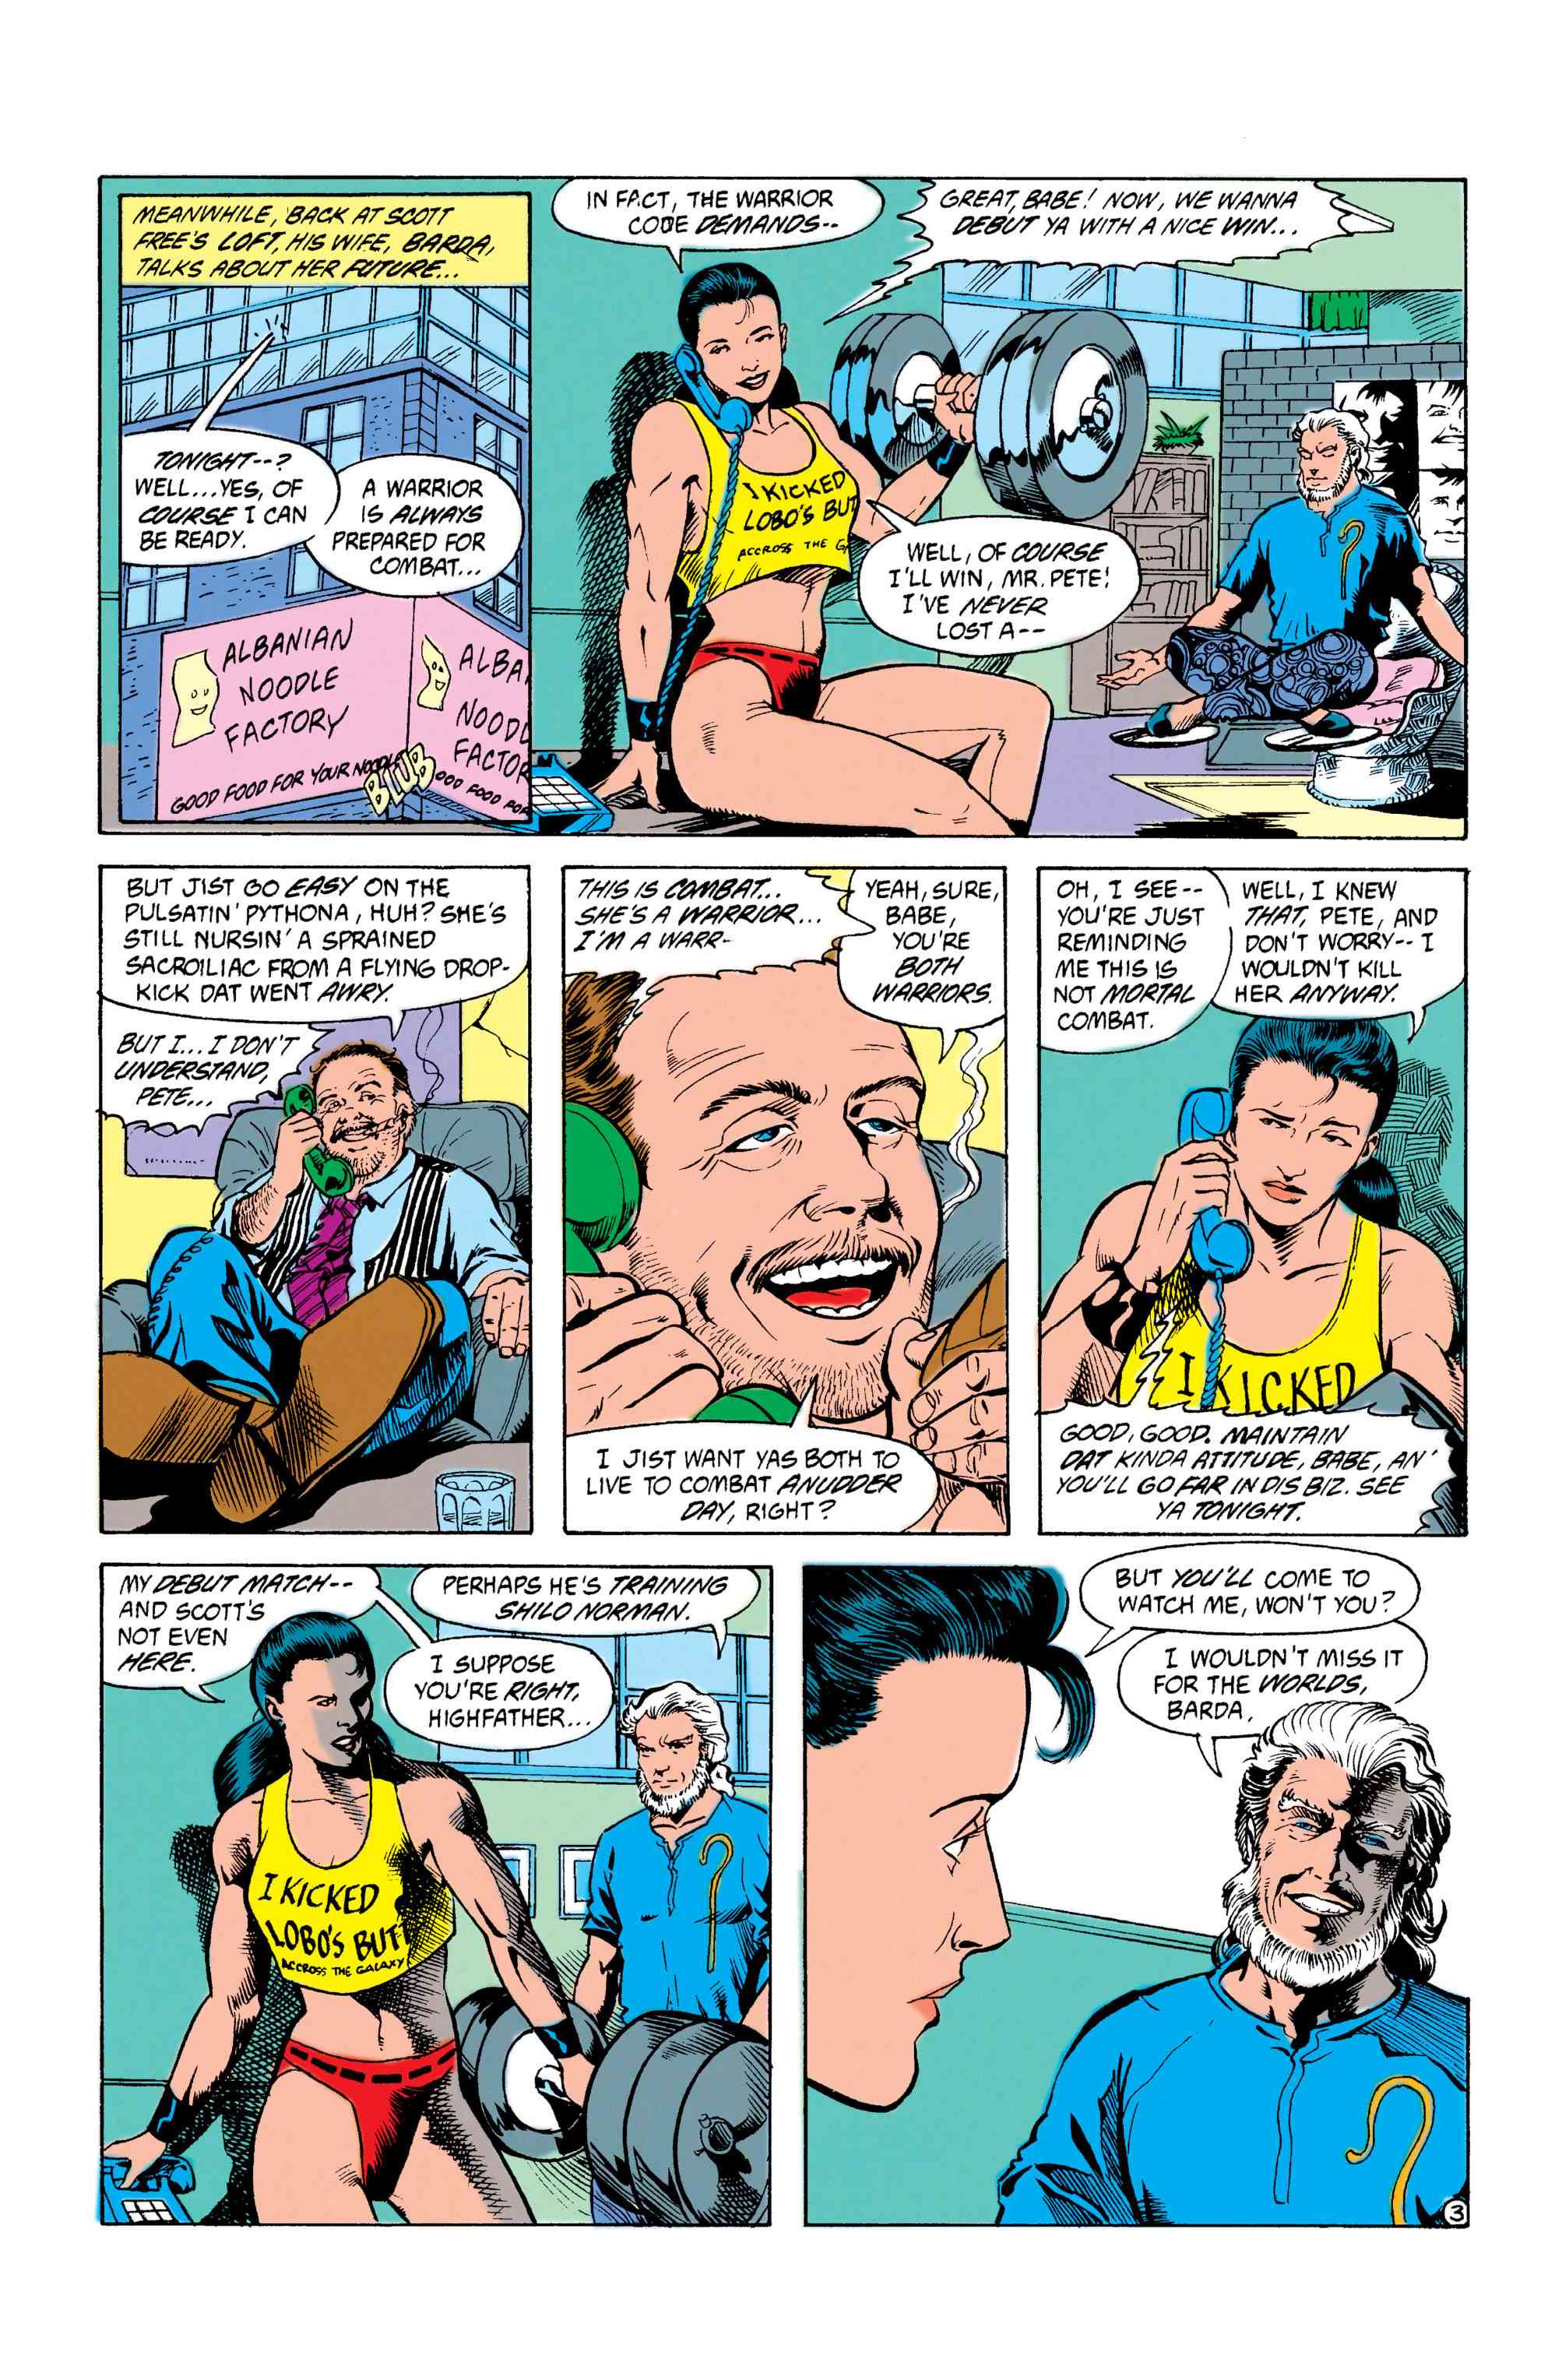 MEANWHILE, BACK AT SCOTT
FREE'S LOFT, HIS WIFE, BARDA,
TALKS ABOUT HER FUTURE...
TONIGHT--?
WELL...YES, OF
COURSE I CAN
BE READY.
A WARRIOR
IS ALWAYS
PREPARED FOR
COMBAT...
ALBANIAN
NOODLE
FACTORY
GOOD FOOD FOR YOUR NOODLE
BLUB
ALBA
NOOD
FACTOR
OOD FOOD FOR
IN FACT, THE WARRIOR
CODE DEMANDS--
GREAT, BABE! NOW, WE WANNA
DEBUT YA WITH A NICE WIN...
I KICKED
LOBO'S BUT
ACCROSS THE GA
WELL, OF COURSE
I'LL WIN, MR. PETE!
I'VE NEVER
LOST A--
BUT JIST GO EASY ON THE
PULSATIN' PYTHONA, HUH? SHE'S
STILL NURSIN' A SPRAINED
SACROILIAC FROM A FLYING DROP-
KICK DAT WENT AWRY.
BUT I...I DON'T
UNDERSTAND,
PETE...
THIS IS COMBAT...
SHE'S A WARRIOR...
I'M A WARR-
YEAH, SURE,
BABE,
YOU'RE
BOTH
WARRIORS.
I JIST WANT YAS BOTH TO
LIVE TO COMBAT ANUDDER
DAY, RIGHT?
OH, I SEE--
YOU'RE JUST
REMINDING
ME THIS IS
NOT MORTAL
COMBAT.
WELL, I KNEW
THAT, PETE, AND
DON'T WORRY-- I
WOULDN'T KILL
HER ANYWAY.
I KICKED
GOOD, GOOD. MAINTAIN
DAT KINDA ATTITUDE, BABE, AN'
YOU'LL GO FAR IN DIS BIZ. SEE
YA TONIGHT.
MY DEBUT MATCH--
AND SCOTT'S
NOT EVEN
HERE.
PERHAPS HE'S TRAINING
SHILO NORMAN.
I SUPPOSE
YOU'RE RIGHT,
HIGHFATHER...
I KICKED
LOBO'S BUTT
ACCROSS THE GALAXY
BUT YOU'LL COME TO
WATCH ME, WON'T YOU?
I WOULDN'T MISS IT
FOR THE WORLDS,
BARDA.
3